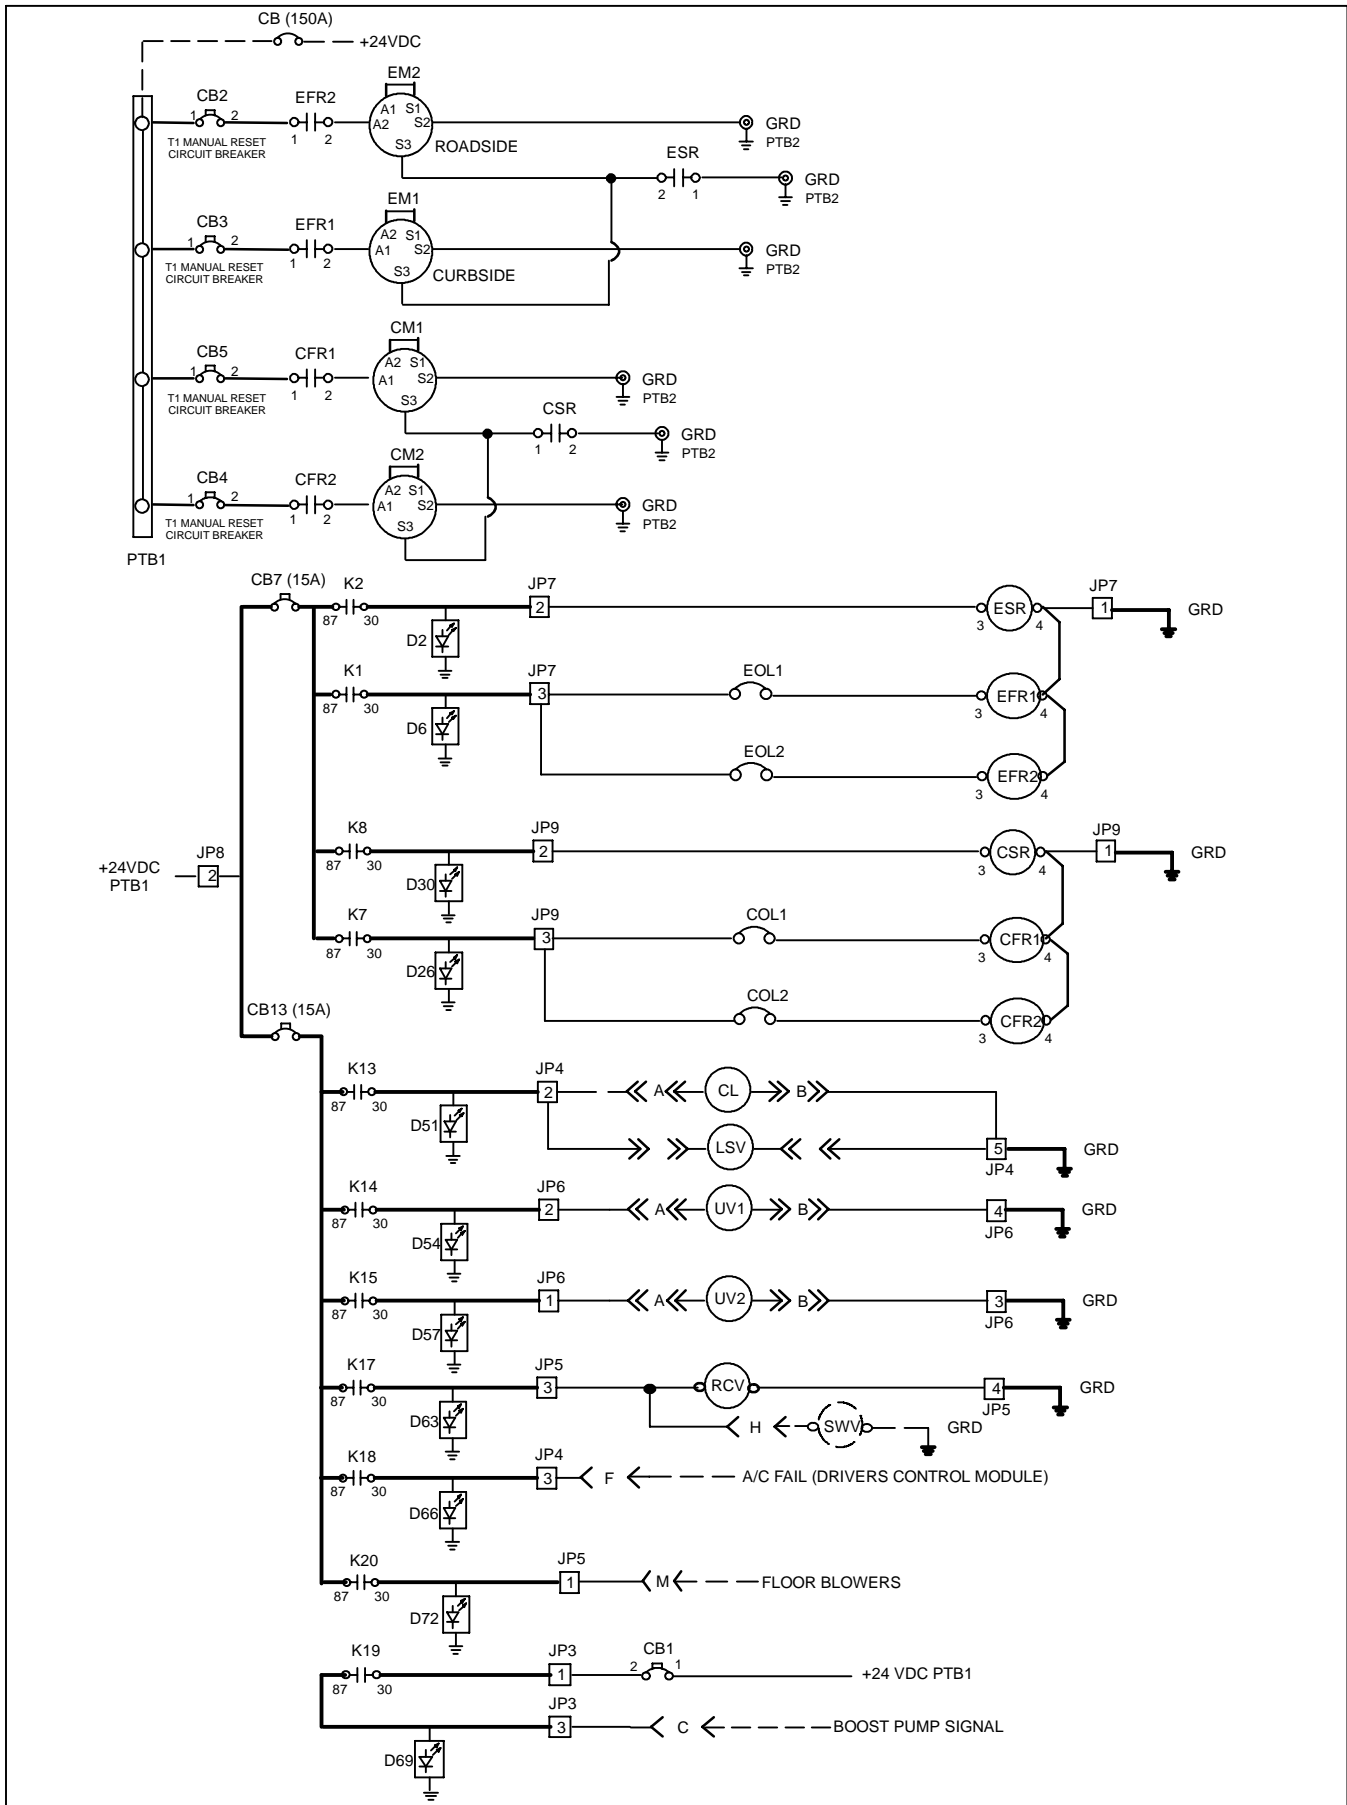 CB (150A)
+24VDC
EM2
CB2
EFR2
A1 S1
1 2
A2 S2
GRD
T1 MANUAL RESET
CIRCUIT BREAKER
1 2
S3
ROADSIDE
PTB2
ESR
GRD
2 1
PTB2
EM1
CB3
EFR1
A2 S1
1 2
A1 S2
GRD
T1 MANUAL RESET
CIRCUIT BREAKER
1 2
S3
CURBSIDE
PTB2
CM1
CB5
CFR1
A2 S1
1 2
A1 S2
GRD
T1 MANUAL RESET
CIRCUIT BREAKER
1 2
S3
PTB2
CSR
GRD
1 2
PTB2
CM2
CB4
CFR2
A2 S1
1 2
A1 S2
GRD
T1 MANUAL RESET
CIRCUIT BREAKER
1 2
S3
PTB2
PTB1
CB7 (15A)
K2
JP7
JP7
2
ESR
1
GRD
87 30
3 4
D2
K1
JP7
EOL1
3
EFR1
87 30
3 4
D6
EOL2
EFR2
3 4
K8
JP9
JP9
2
CSR
1
GRD
87 30
3 4
JP8
+24VDC
PTB1
2
D30
K7
JP9
COL1
3
CFR1
87 30
3 4
D26
COL2
CB13 (15A)
CFR2
3 4
K13
JP4
2
A
CL
B
87 30
D51
LSV
5
GRD
JP4
K14
JP6
2
A
UV1
B
4
GRD
87 30
JP6
D54
K15
JP6
1
A
UV2
B
3
GRD
87 30
JP6
D57
K17
JP5
3
RCV
4
GRD
87 30
JP5
D63
H
SWV
GRD
K18
JP4
3
F
A/C FAIL (DRIVERS CONTROL MODULE)
87 30
D66
K20
JP5
1
M
FLOOR BLOWERS
87 30
D72
K19
JP3
CB1
1
2 1
+24 VDC PTB1
87 30
JP3
3
C
BOOST PUMP SIGNAL
D69